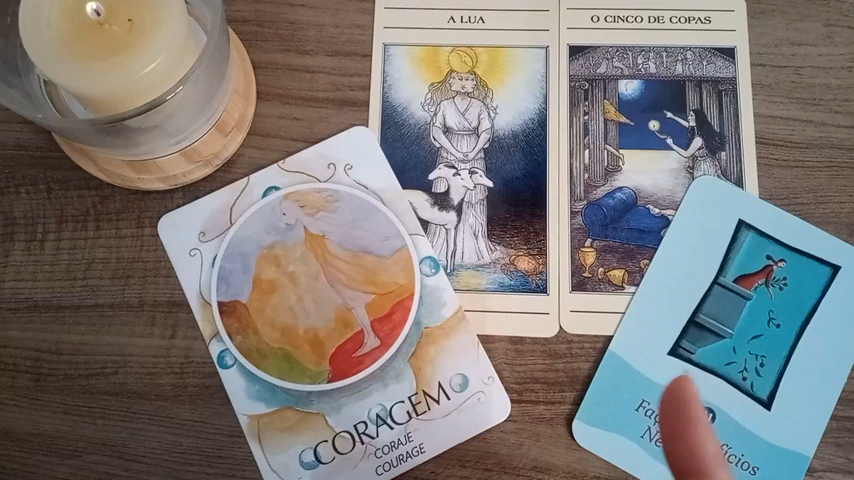 A LUA
O CINCO DE COPAS
CORAGEM
CORAJE
COURAGE